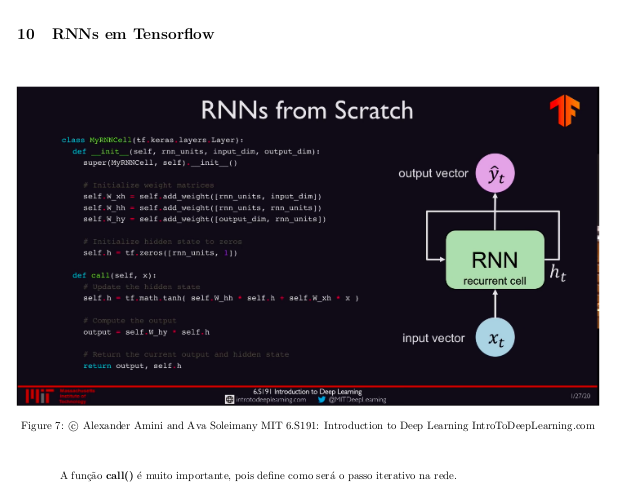 10 RNNs em Tensorflow
RNNs from Scratch
class MyRNNCell(tf.keras.layers.Layer):
def __init__(self, rnn_units, input_dim, output_dim):
super(MyRNNCell, self).__init__()
# Initialize weight matrices
self.W_xh = self.add_weight([rnn_units, input_dim])
self.W_hh = self.add_weight([rnn_units, rnn_units])
self.W_hy = self.add_weight([output_dim, rnn_units])
# Initialize hidden state to zeros
self.h = tf.zeros([rnn_units, 1])
def call(self, x):
# Update the hidden state
self.h = tf.math.tanh( self.W_hh * self.h + self.W_xh * x )
# Compute the output
output = self.W_hy * self.h
# Return the current output and hidden state
return output, self.h
output vector
ŷt
RNN
recurrent cell
ht
input vector
xt
Massachusetts
Institute of
Technology
6.S191 Introduction to Deep Learning
introtodeeplearning.com @MITDeepLearning
1/27/20
Figure 7: © Alexander Amini and Ava Soleimany MIT 6.S191: Introduction to Deep Learning IntroToDeepLearning.com
A função call() é muito importante, pois define como será o passo iterativo na rede.